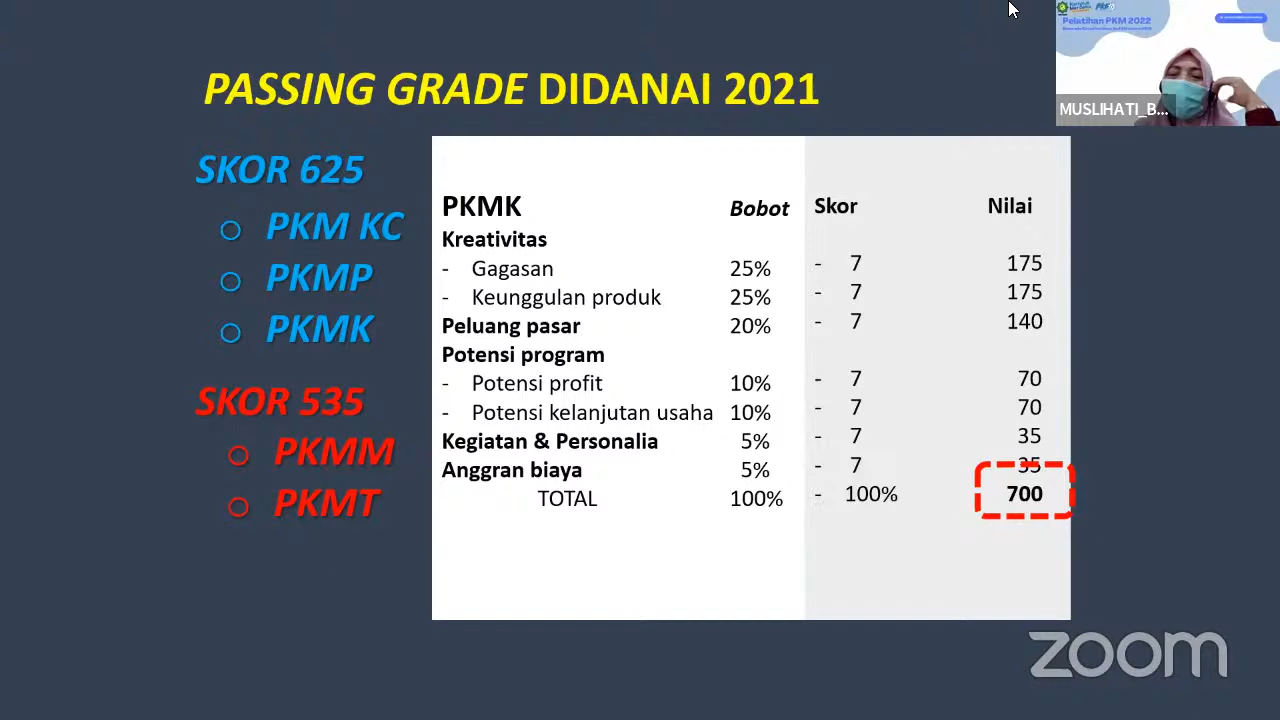 Pelatihan PKM 2022
MUSLIHATI_B...
PASSING GRADE DIDANAI 2021
SKOR 625
o PKM KC
o PKMP
o PKMK
SKOR 535
o PKMM
o PKMT
PKMK Bobot Skor Nilai
Kreativitas
- Gagasan 25% - 7 175
- Keunggulan produk 25% - 7 175
Peluang pasar 20% - 7 140
Potensi program
- Potensi profit 10% - 7 70
- Potensi kelanjutan usaha 10% - 7 70
Kegiatan & Personalia 5% - 7 35
Anggran biaya 5% - 7 35
TOTAL 100% - 100% 700
zoom